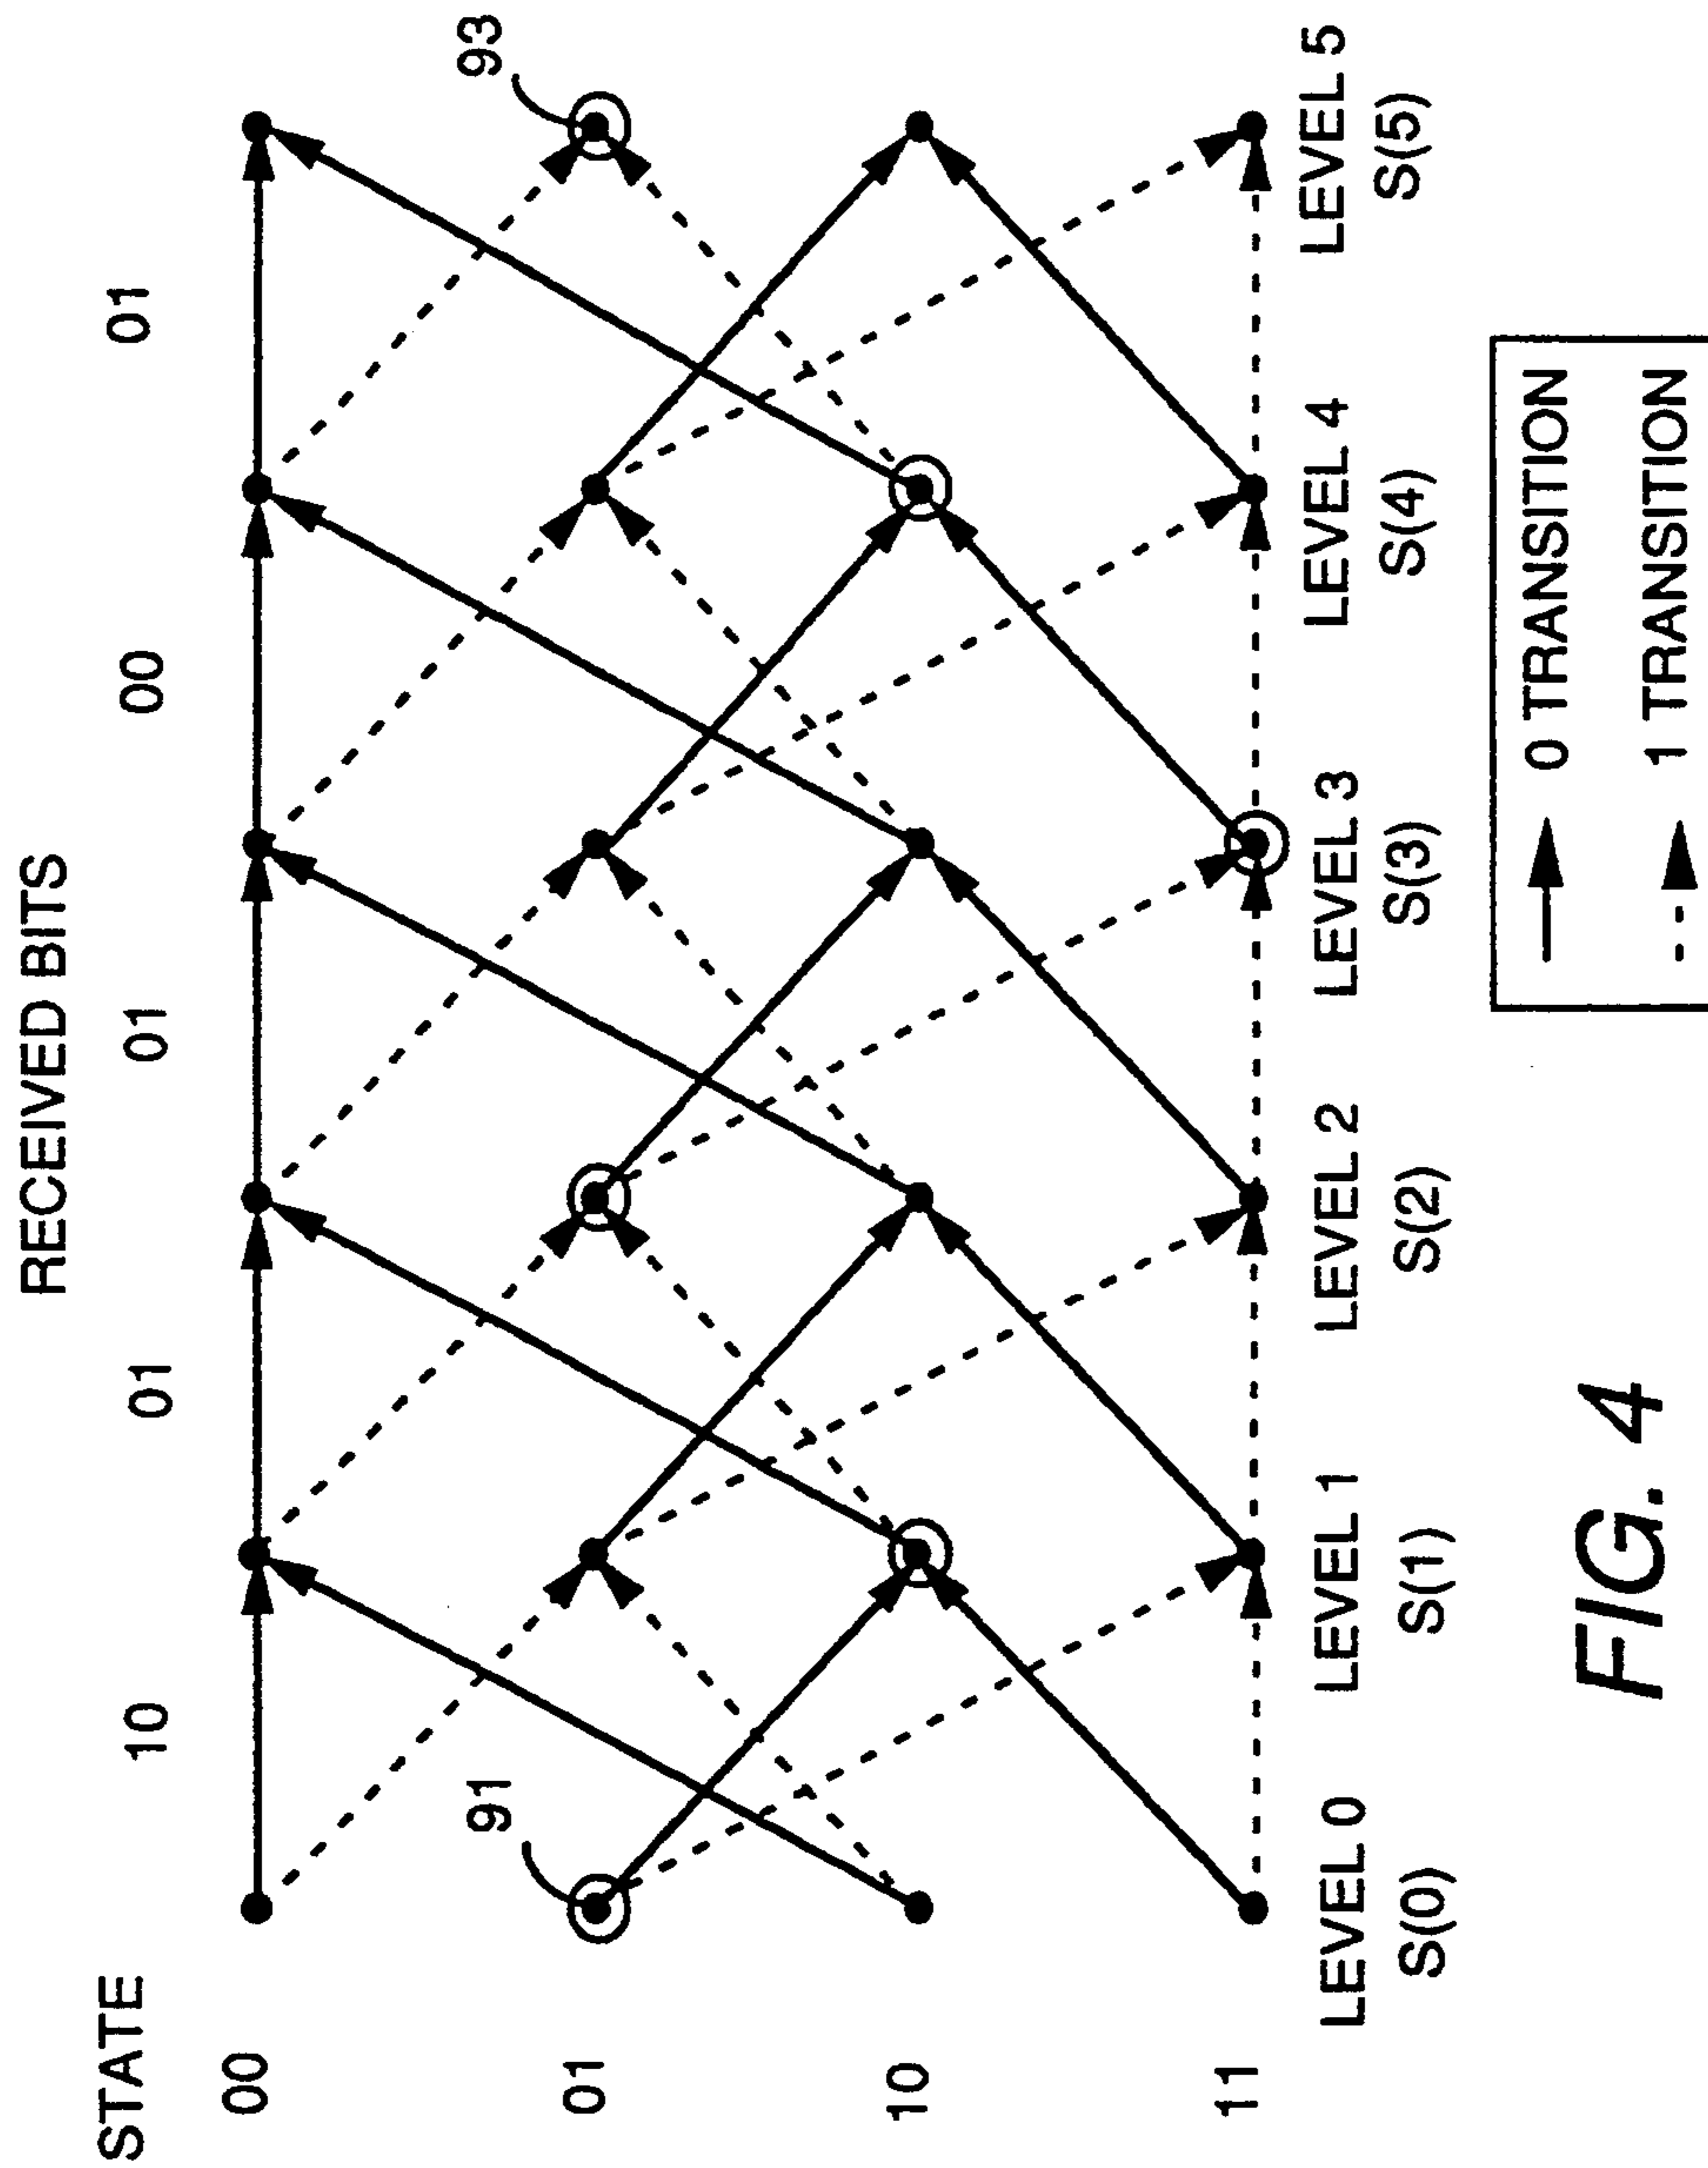 RECEIVED BITS
STATE
10
01
01
00
01
00
01
10
11
91
93
LEVEL 0
S(0)
LEVEL 1
S(1)
LEVEL 2
S(2)
LEVEL 3
S(3)
LEVEL 4
S(4)
LEVEL 5
S(5)
0 TRANSITION
1 TRANSITION
FIG. 4